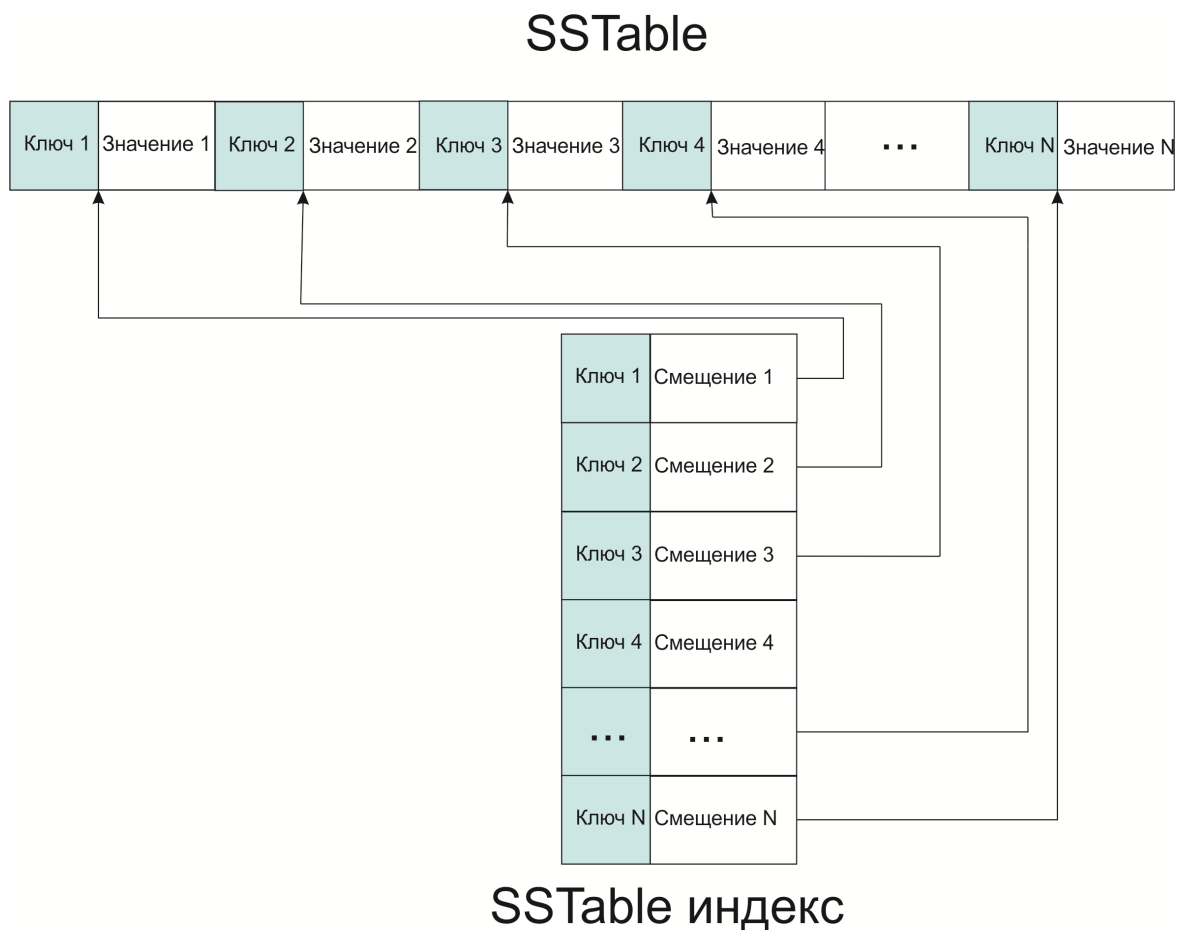 SSTable
Ключ 1 Значение 1 Ключ 2 Значение 2 Ключ 3 Значение 3 Ключ 4 Значение 4 ... Ключ N Значение N
Ключ 1 Смещение 1
Ключ 2 Смещение 2
Ключ 3 Смещение 3
Ключ 4 Смещение 4
... ...
Ключ N Смещение N
SSTable индекс